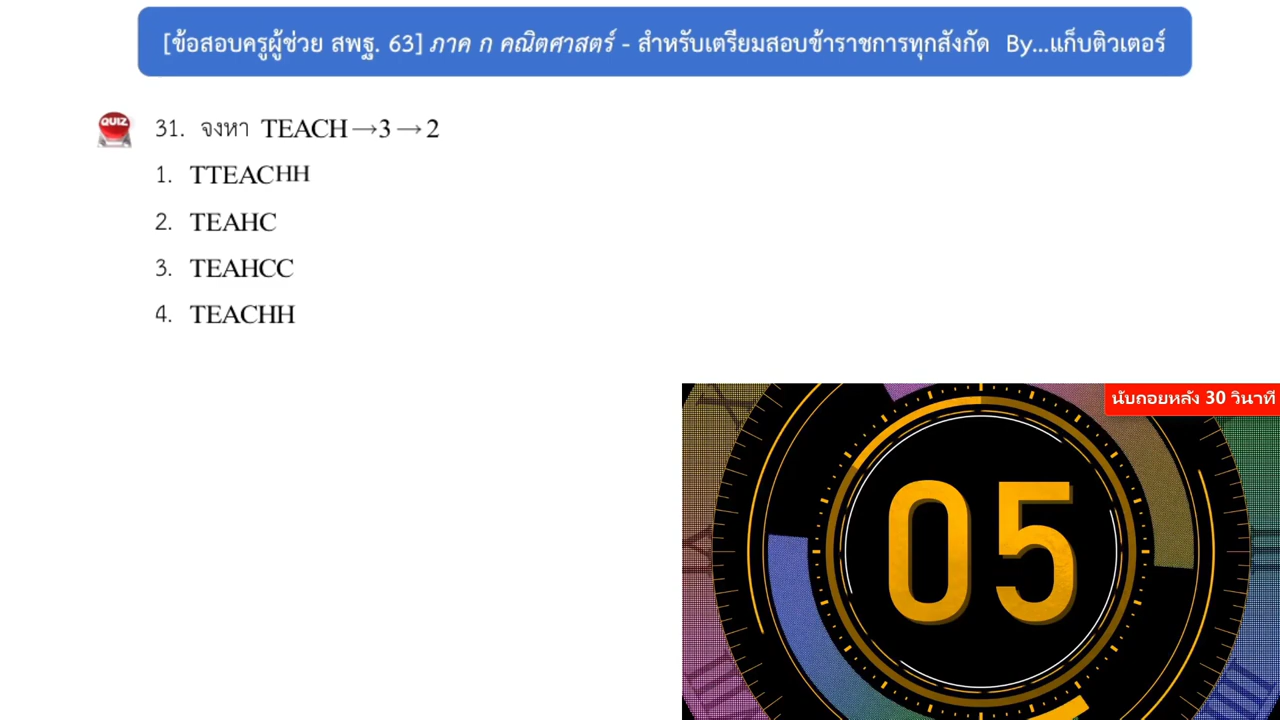 [ข้อสอบครูผู้ช่วย สพฐ. 63] ภาค ก คณิตศาสตร์ - สำหรับเตรียมสอบข้าราชการทุกสังกัด By...แก็บติวเตอร์
QUIZ
31. จงหา TEACH→3→2
1. TTEACHH
2. TEAHC
3. TEAHCC
4. TEACHH
นับถอยหลัง 30 วินาที
05